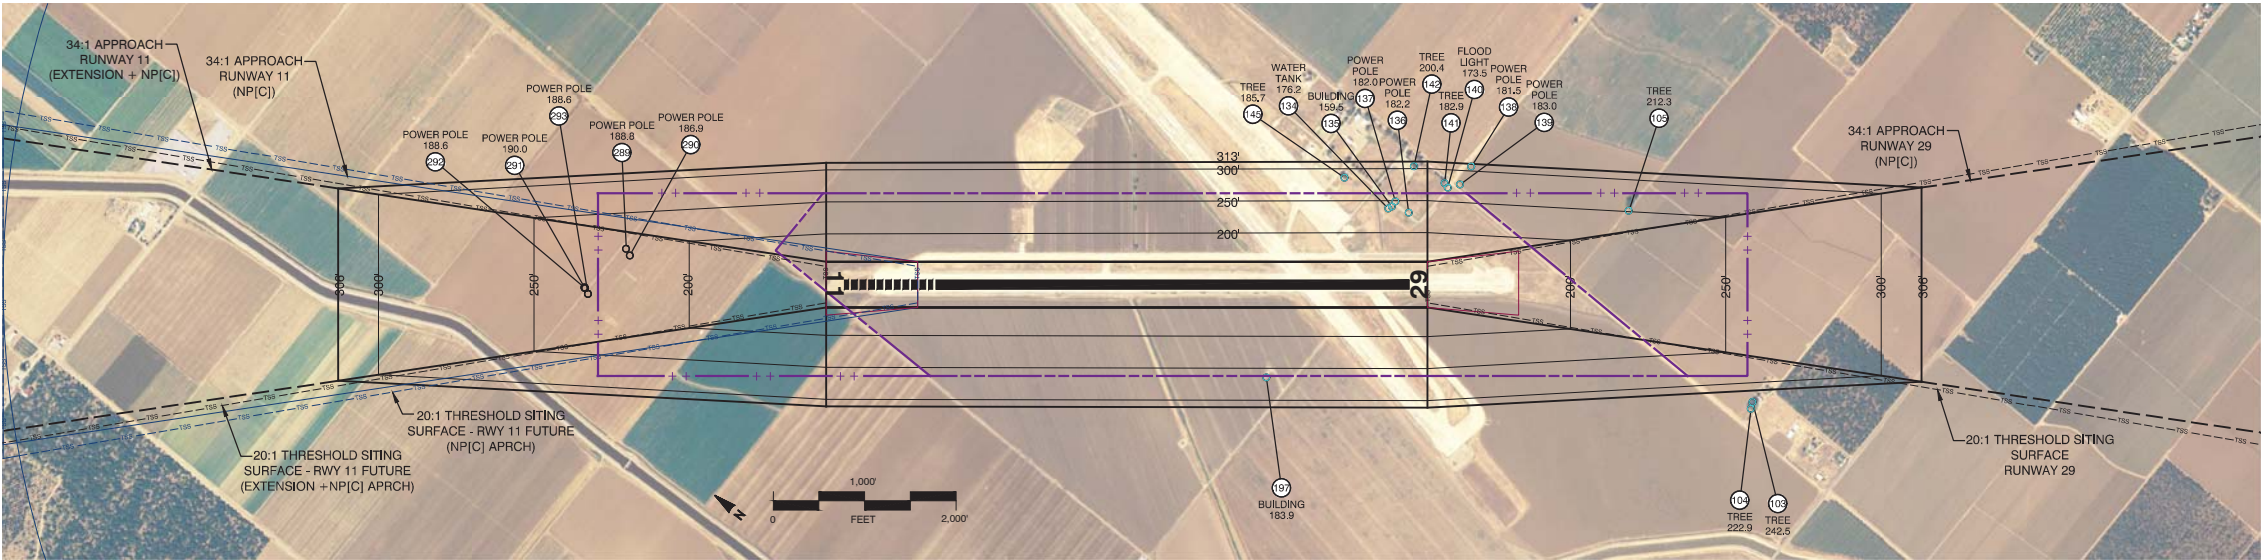 34:1 APPROACH
RUNWAY 11
(EXTENSION + NP[C])
34:1 APPROACH
RUNWAY 11
(NP[C])
POWER POLE
188.6
292
POWER POLE
190.0
291
POWER POLE
188.6
293
POWER POLE
188.8
289
POWER POLE
186.9
290
TREE
185.7
145
WATER
TANK
176.2
134
BUILDING
159.5
135
POWER
POLE
182.0
137
POWER
POLE
182.2
136
TREE
200.4
142
TREE
182.9
141
FLOOD
LIGHT
173.5
140
POWER
POLE
181.5
138
POWER
POLE
183.0
139
TREE
212.3
105
34:1 APPROACH
RUNWAY 29
(NP[C])
313'
300'
250'
200'
306'
300'
250'
200'
11
29
200'
250'
300'
306'
TSS
20:1 THRESHOLD SITING
SURFACE - RWY 11 FUTURE
(NP[C] APRCH)
20:1 THRESHOLD SITING
SURFACE - RWY 11 FUTURE
(EXTENSION +NP[C] APRCH)
N
1,000'
0
FEET
2,000'
197
BUILDING
183.9
104
TREE
222.9
103
TREE
242.5
20:1 THRESHOLD SITING
SURFACE
RUNWAY 29